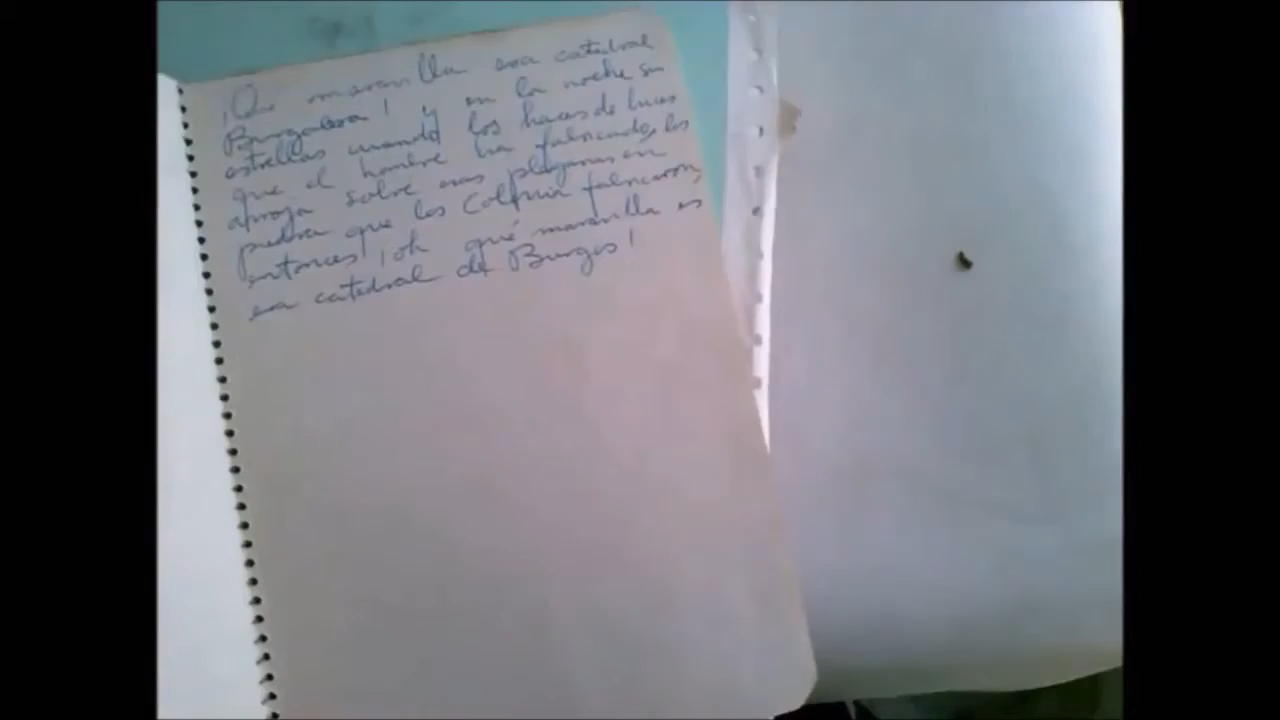 ¡Que maravilla esa catedral
Burgalesa! y en la noche sin
estrellas cuando los haces de luces
que el hombre ha fabricado, los
arroja sobre esas plegarias en
piedra que los Colonia fabricaron,
entonces ¡oh qué maravilla es
esa catedral de Burgos!